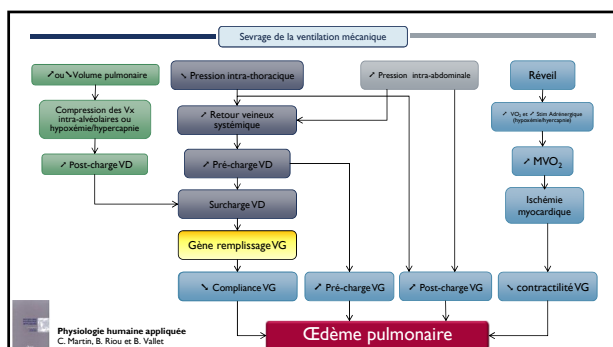 Sevrage de la ventilation mécanique
↗ou↘Volume pulmonaire
↘ Pression intra-thoracique
↗ Pression intra-abdominale
Réveil
Compression des Vx
intra-alvéolaires ou
hypoxémie/hypercapnie
↗ Retour veineux
systémique
↗ VO₂ et ↗ Stim Adrénergique
(hypoxémie/hyercapnie)
↗ Post-charge VD
↗ Pré-charge VD
↗ MVO₂
Surcharge VD
Ischémie
myocardique
Gène remplissage VG
↘ Compliance VG
↗ Pré-charge VG
↗ Post-charge VG
↘ contractilité VG
Œdème pulmonaire
Physiologie humaine appliquée
C. Martin, B. Riou et B. Vallet